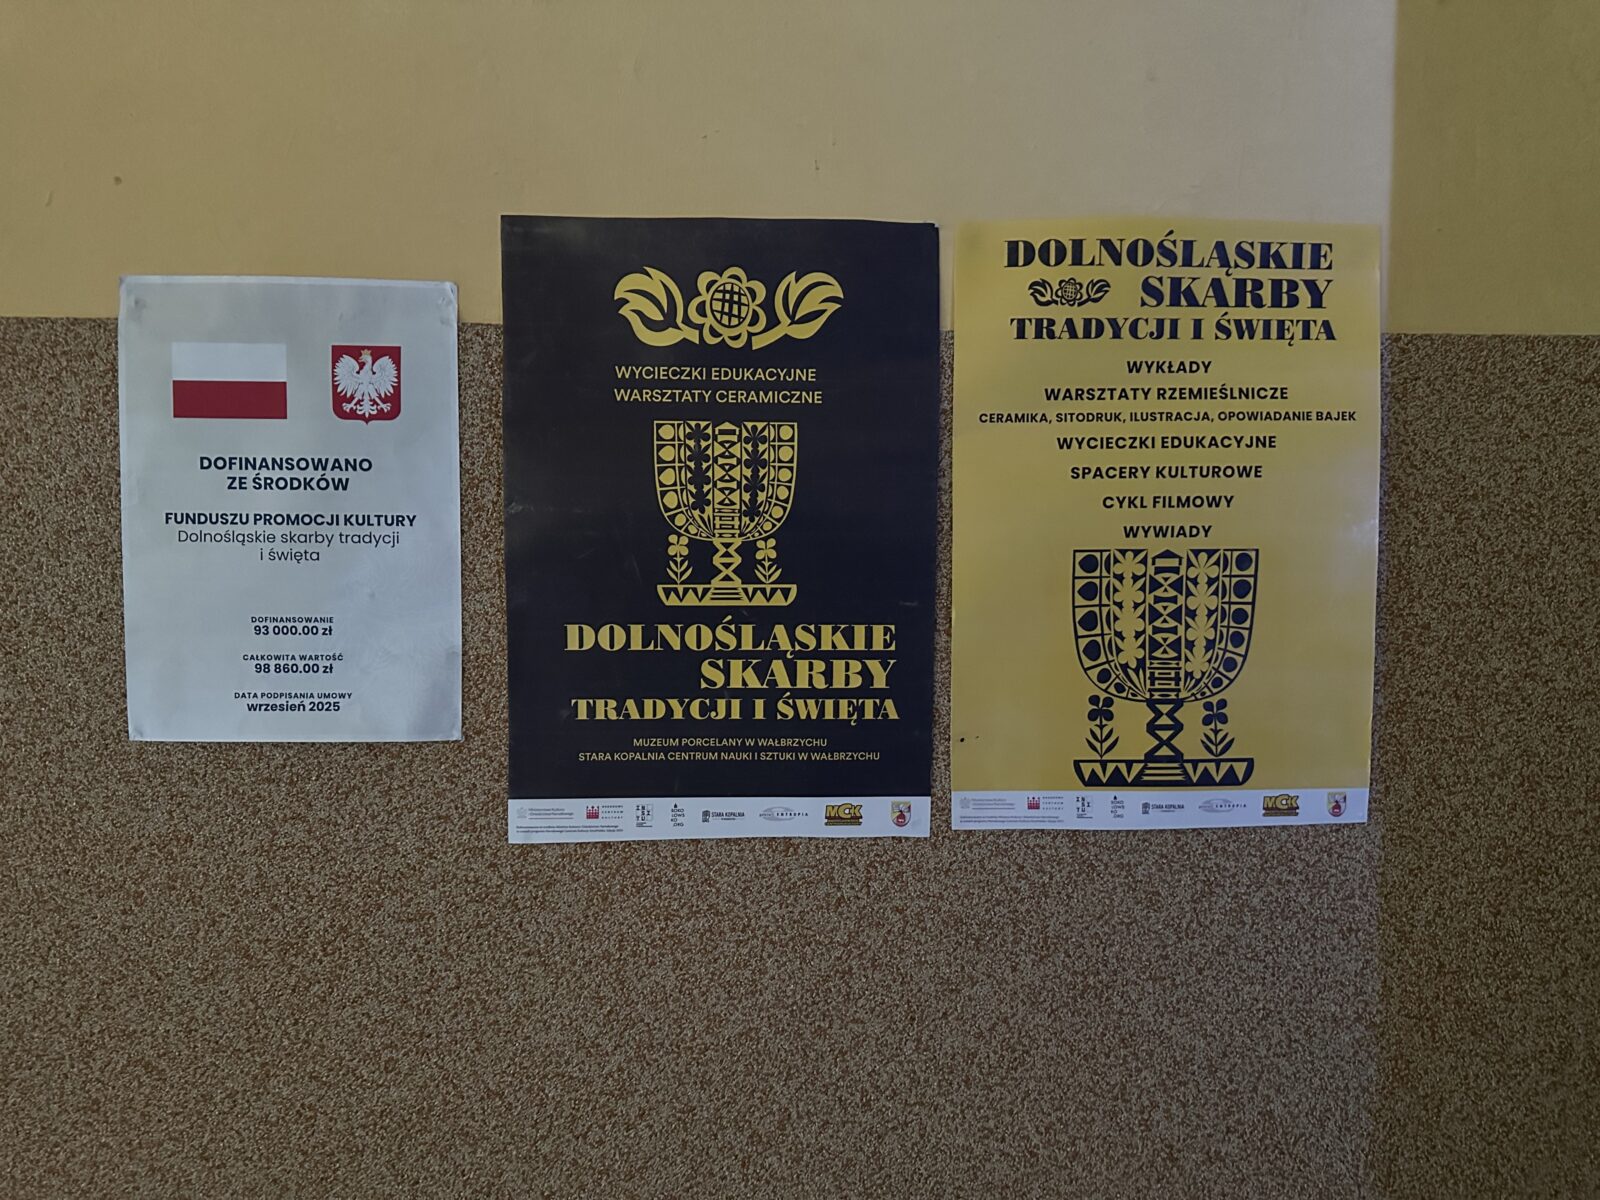 DOFINANSOWANO
ZE ŚRODKÓW
FUNDUSZU PROMOCJI KULTURY
Dolnośląskie skarby tradycji
i święta
DOFINANSOWANIE
93 000.00 zł
CAŁKOWITA WARTOŚĆ
98 860.00 zł
DATA PODPISANIA UMOWY
wrzesień 2025
WYCIECZKI EDUKACYJNE
WARSZTATY CERAMICZNE
DOLNOŚLĄSKIE
SKARBY
TRADYCJI I ŚWIĘTA
MUZEUM PORCELANY W WAŁBRZYCHU
STARA KOPALNIA CENTRUM NAUKI I SZTUKI W WAŁBRZYCHU
STARA KOPALNIA
ENTROPIA
MCK
DOLNOŚLĄSKIE
SKARBY
TRADYCJI I ŚWIĘTA
WYKŁADY
WARSZTATY RZEMIEŚLNICZE
CERAMIKA, SITODRUK, ILUSTRACJA, OPOWIADANIE BAJEK
WYCIECZKI EDUKACYJNE
SPACERY KULTUROWE
CYKL FILMOWY
WYWIADY
STARA KOPALNIA
ENTROPIA
MCK